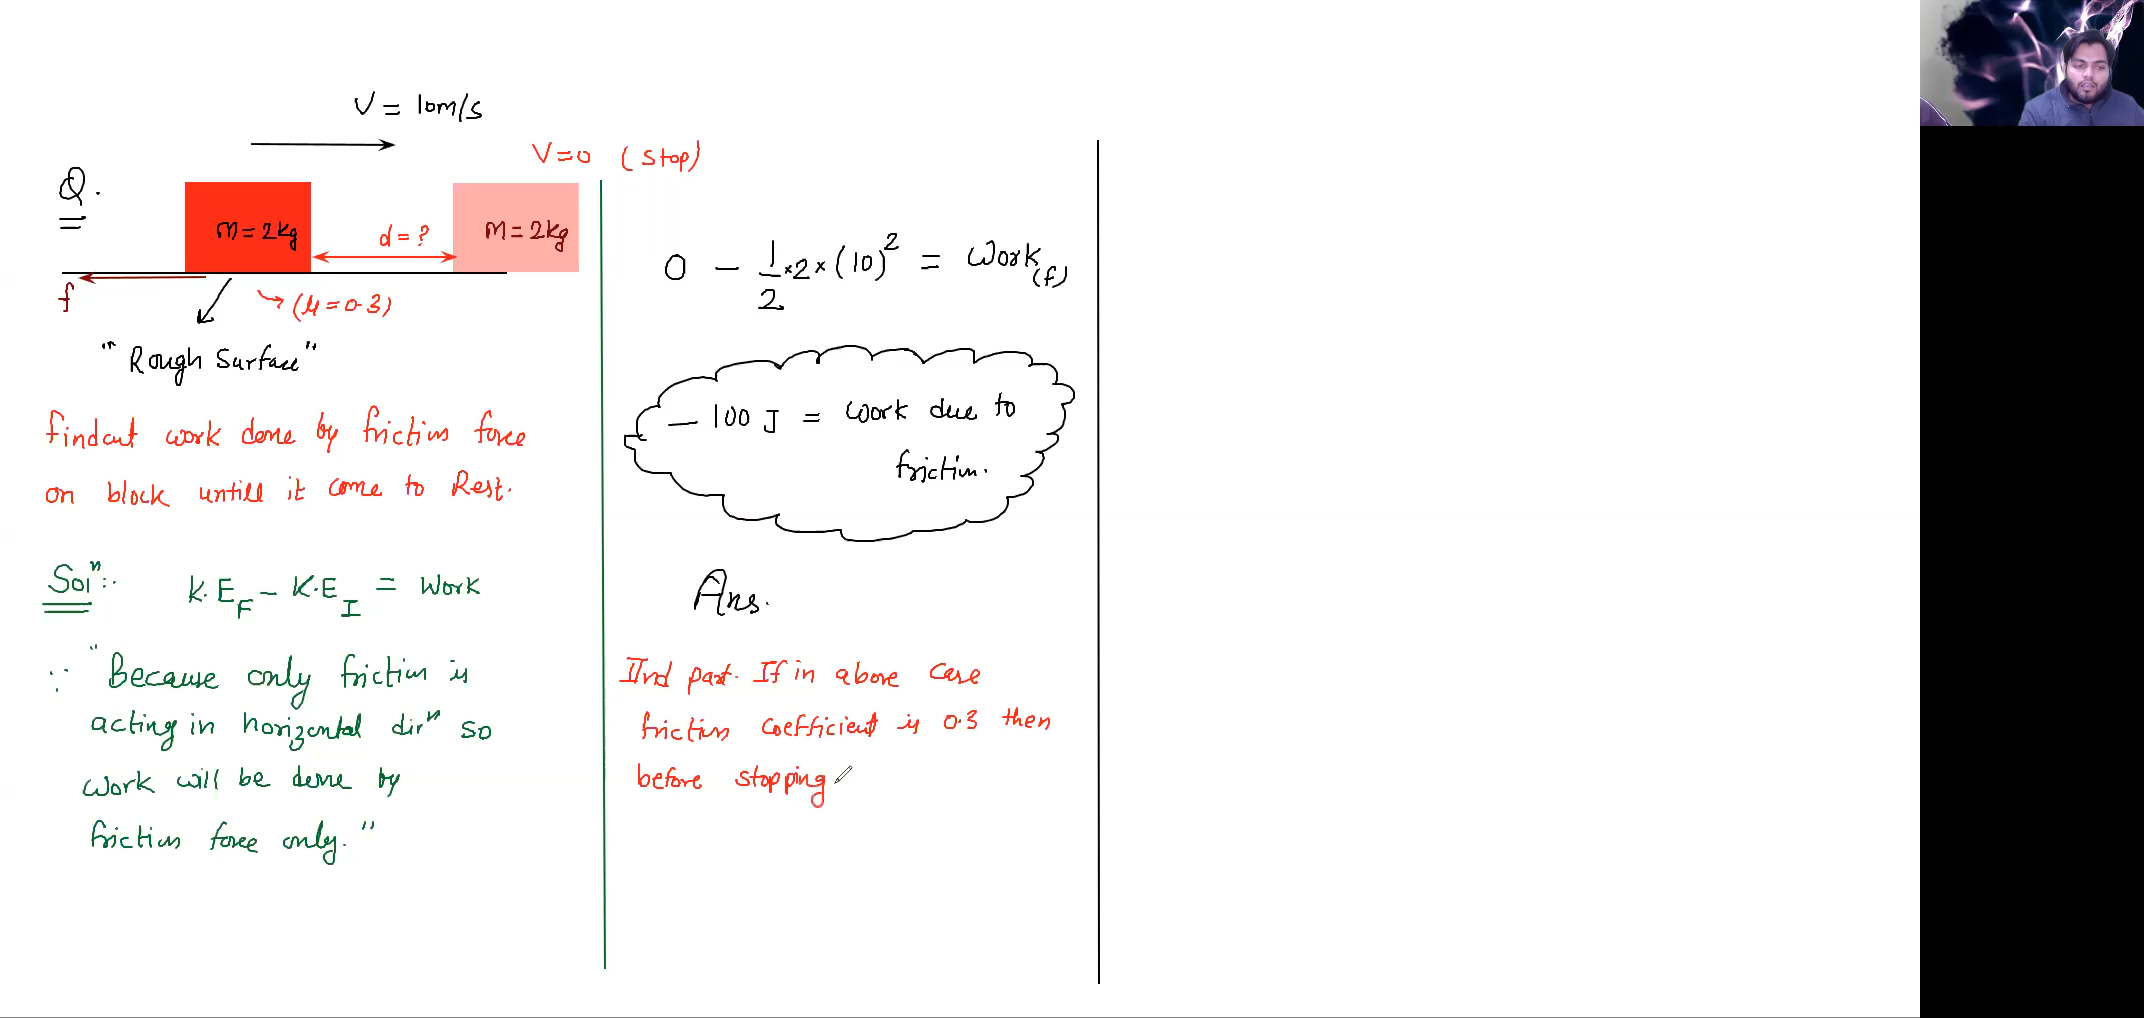 V = 10m/s
V=0 (stop)
Q.
m=2kg
d=?
m=2kg
f
(μ=0.3)
"Rough Surface"
findout work done by friction force
on block untill it come to Rest.
Solⁿ:-
K.E_F - K.E_I = Work
∵ "Because only friction is
acting in horizontal dirⁿ so
work will be done by
friction force only."
0 - 1/2 ×2×(10)² = Work(f)
- 100 J = work due to
friction.
Ans.
IInd part. If in above case
friction coefficient is 0.3 then
before stopping